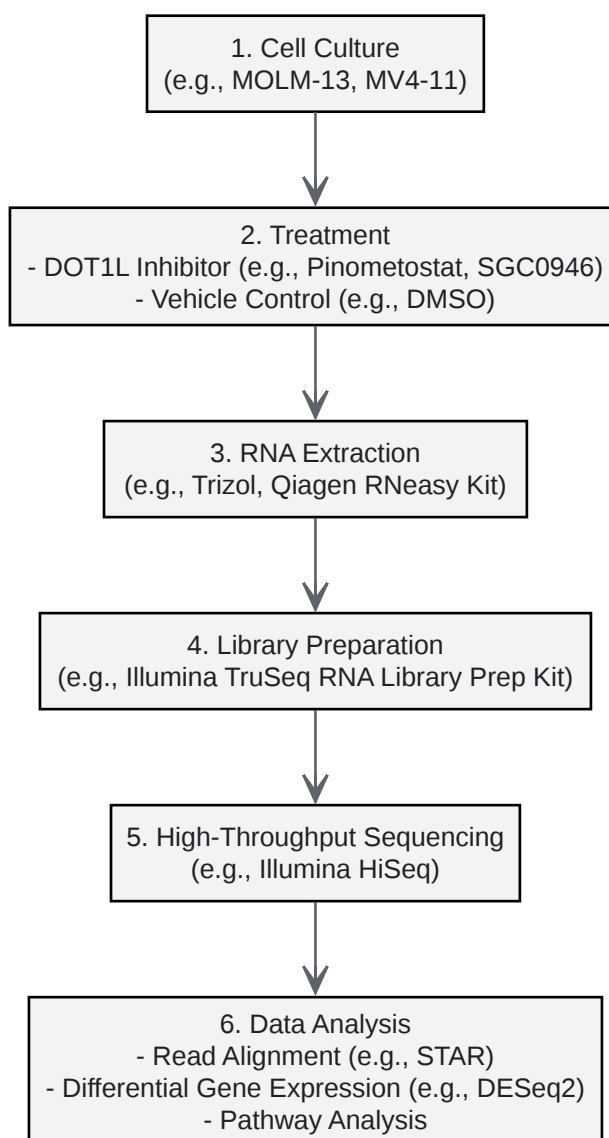 1. Cell Culture
(e.g., MOLM-13, MV4-11)
2. Treatment
- DOT1L Inhibitor (e.g., Pinometostat, SGC0946)
- Vehicle Control (e.g., DMSO)
3. RNA Extraction
(e.g., Trizol, Qiagen RNeasy Kit)
4. Library Preparation
(e.g., Illumina TruSeq RNA Library Prep Kit)
5. High-Throughput Sequencing
(e.g., Illumina HiSeq)
6. Data Analysis
- Read Alignment (e.g., STAR)
- Differential Gene Expression (e.g., DESeq2)
- Pathway Analysis